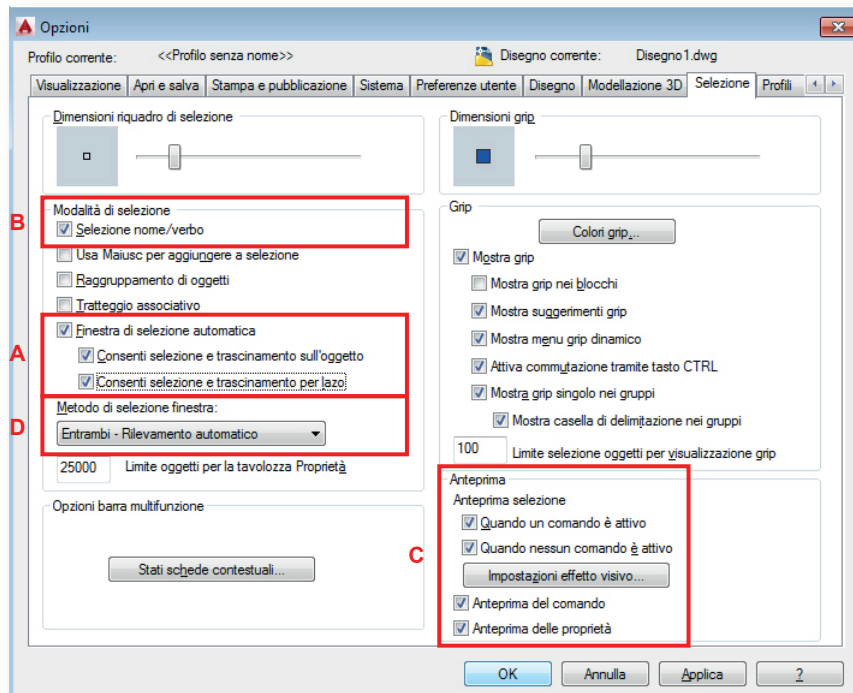 Opzioni
Profilo corrente: <<Profilo senza nome>> Disegno corrente: Disegno1.dwg
Visualizzazione Apri e salva Stampa e pubblicazione Sistema Preferenze utente Disegno Modellazione 3D Selezione Profili
Dimensioni riquadro di selezione
Modalità di selezione
B
Selezione nome/verbo
Usa Maiusc per aggiungere a selezione
Raggruppamento di oggetti
Tratteggio associativo
Finestra di selezione automatica
A
Consenti selezione e trascinamento sull'oggetto
Consenti selezione e trascinamento per lazo
Metodo di selezione finestra:
D
Entrambi - Rilevamento automatico
25000 Limite oggetti per la tavolozza Proprietà
Opzioni barra multifunzione
Stati schede contestuali...
Dimensioni grip
Grip
Colori grip...
Mostra grip
Mostra grip nei blocchi
Mostra suggerimenti grip
Mostra menu grip dinamico
Attiva commutazione tramite tasto CTRL
Mostra grip singolo nei gruppi
Mostra casella di delimitazione nei gruppi
100 Limite selezione oggetti per visualizzazione grip
Anteprima
Anteprima selezione
Quando un comando è attivo
Quando nessun comando è attivo
C
Impostazioni effetto visivo...
Anteprima del comando
Anteprima delle proprietà
OK Annulla Applica ?